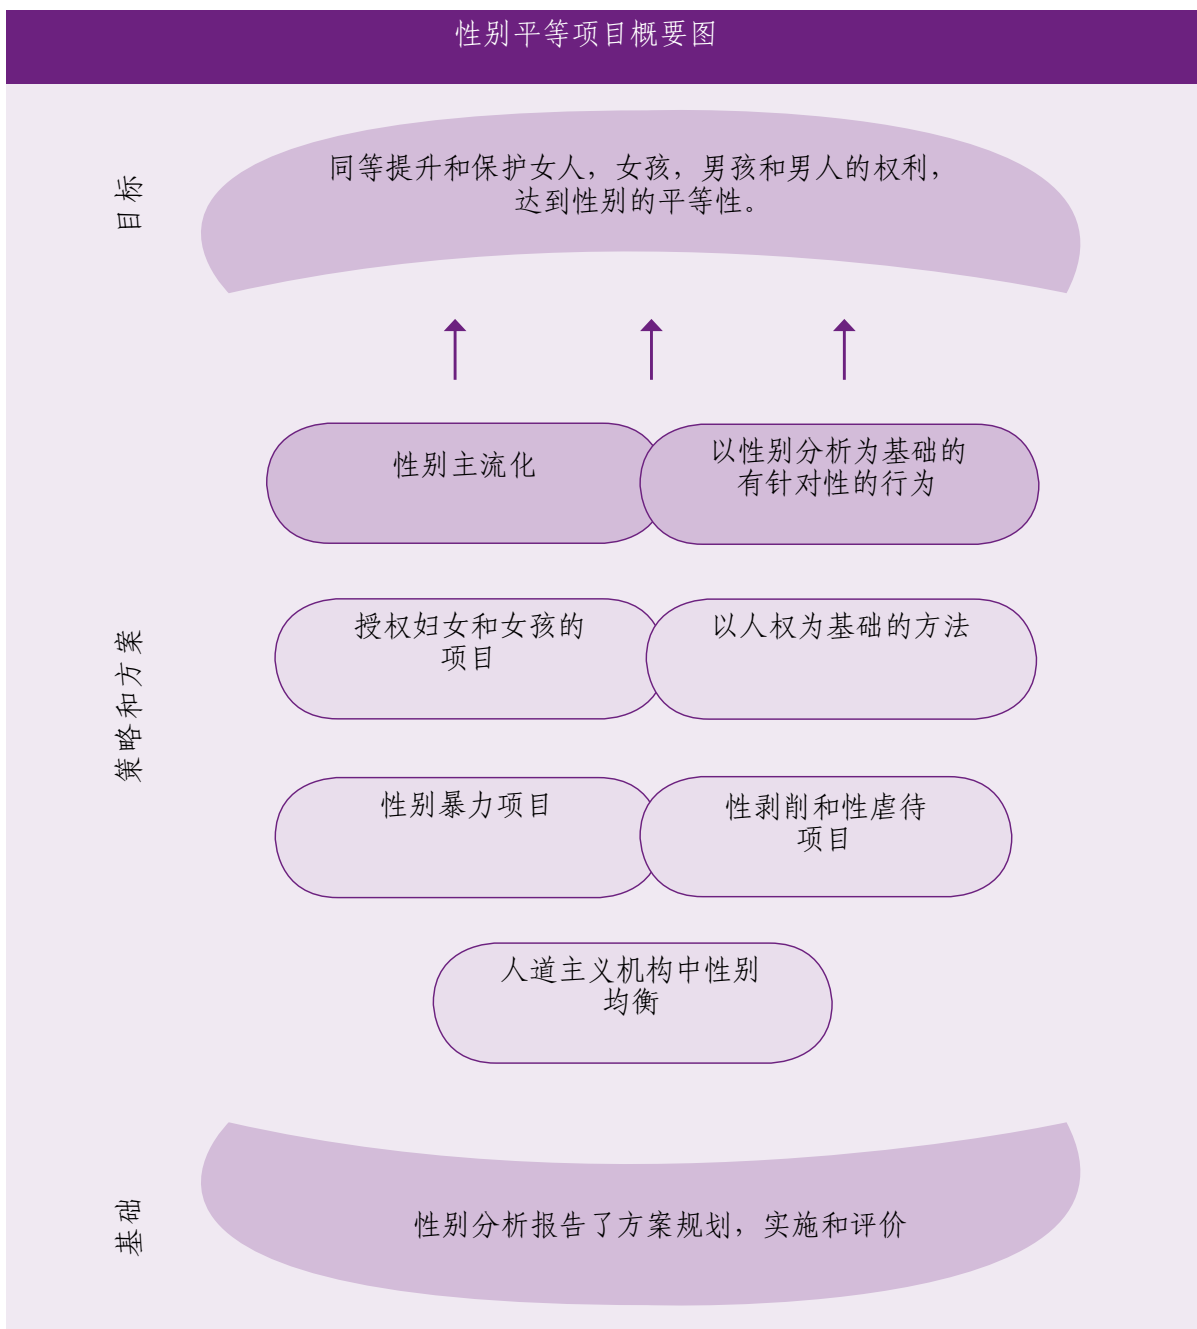 性别平等项目概要图
目标
同等提升和保护女人，女孩，男孩和男人的权利，
达到性别的平等性。
策略和方案
性别主流化
以性别分析为基础的
有针对性的行为
授权妇女和女孩的
项目
以人权为基础的方法
性别暴力项目
性剥削和性虐待
项目
人道主义机构中性别
均衡
基础
性别分析报告了方案规划，实施和评价